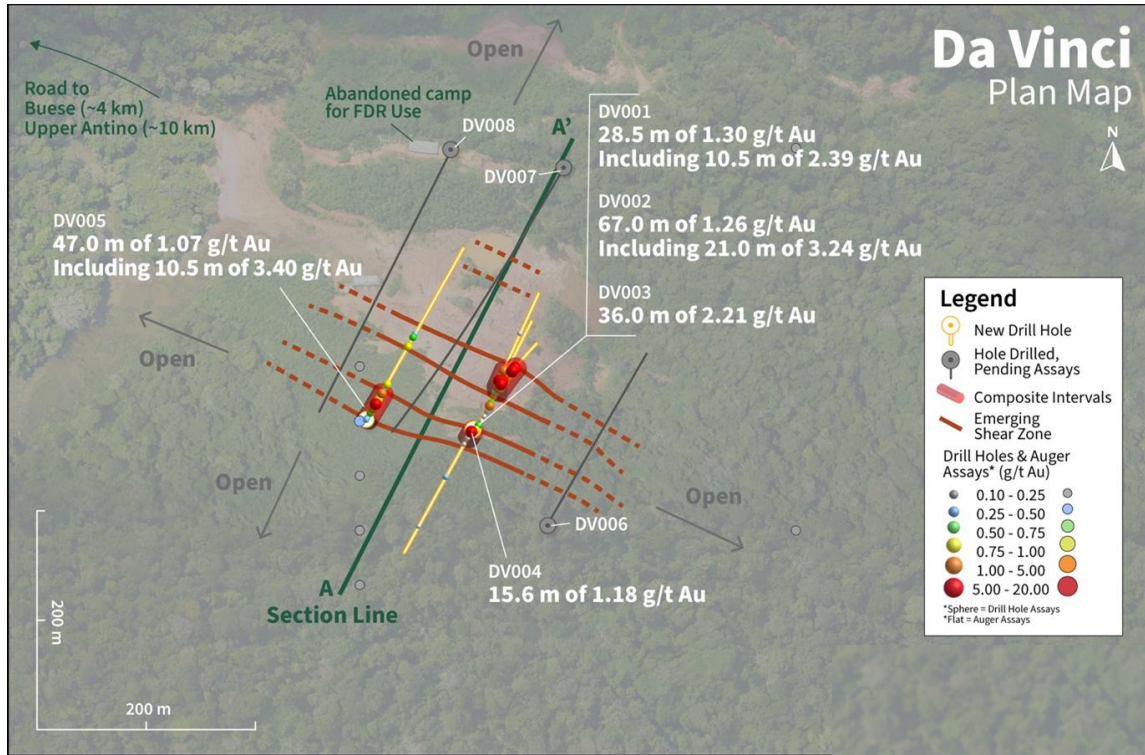 Da Vinci
Plan Map
N
Open
Road to
Buese (~4 km)
Upper Antino (~10 km)
Abandoned camp
for FDR Use
DV008
A’
DV007
DV001
28.5 m of 1.30 g/t Au
Including 10.5 m of 2.39 g/t Au
DV002
67.0 m of 1.26 g/t Au
Including 21.0 m of 3.24 g/t Au
DV003
36.0 m of 2.21 g/t Au
DV005
47.0 m of 1.07 g/t Au
Including 10.5 m of 3.40 g/t Au
Open
Open
Open
DV006
DV004
15.6 m of 1.18 g/t Au
A
Section Line
200 m
200 m
Legend
New Drill Hole
Hole Drilled,
Pending Assays
Composite Intervals
Emerging
Shear Zone
Drill Holes & Auger
Assays* (g/t Au)
0.10 - 0.25
0.25 - 0.50
0.50 - 0.75
0.75 - 1.00
1.00 - 5.00
5.00 - 20.00
*Sphere = Drill Hole Assays
*Flat = Auger Assays